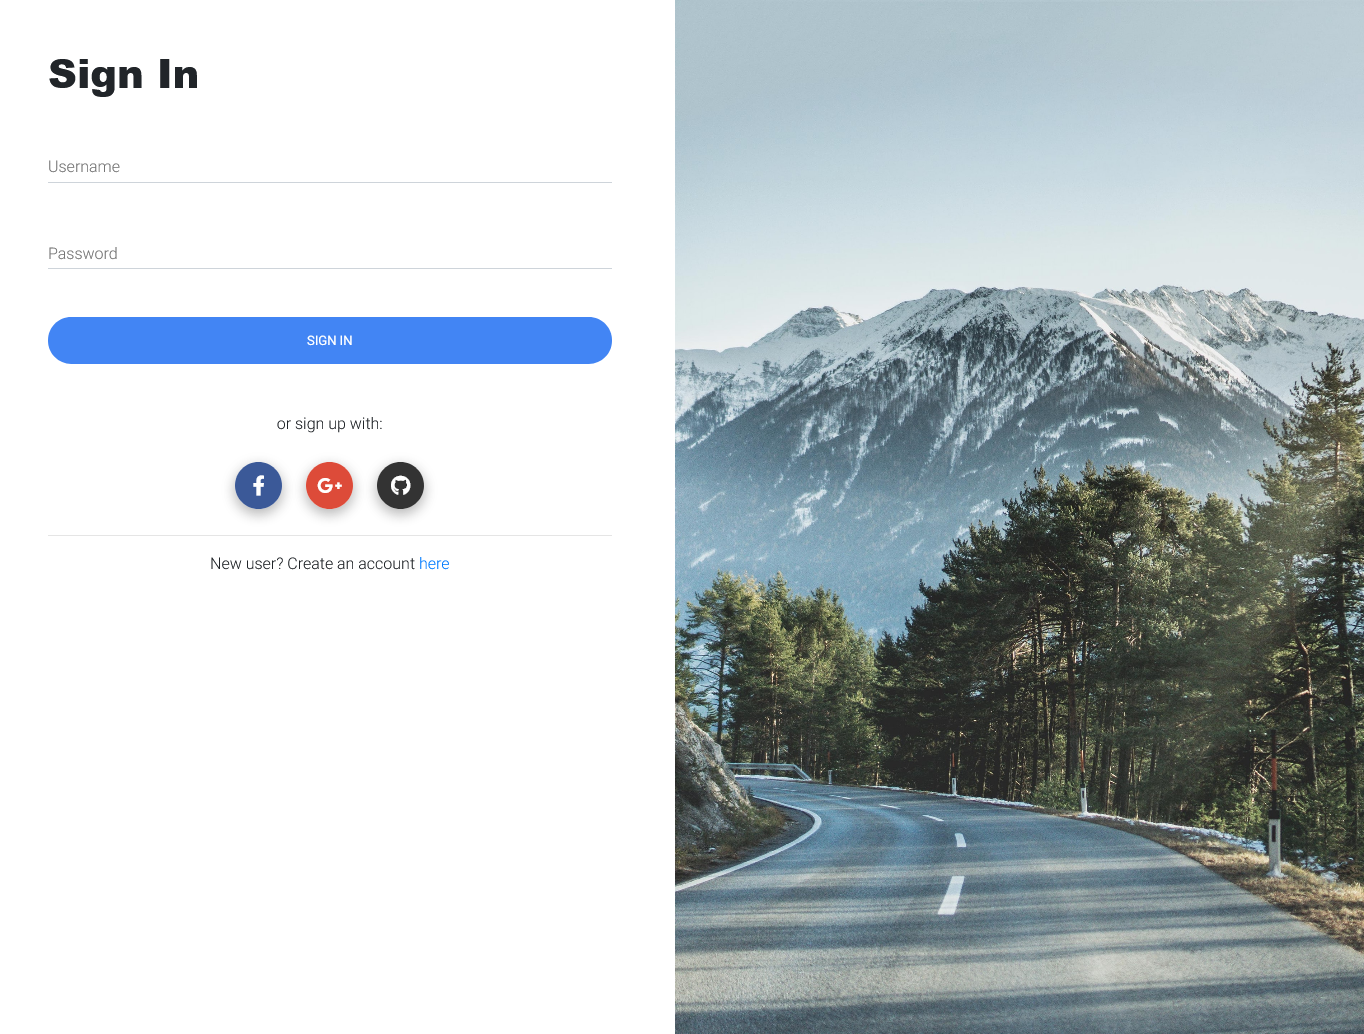 Sign In
Username
Password
SIGN IN
or sign up with:
G+
New user? Create an account here